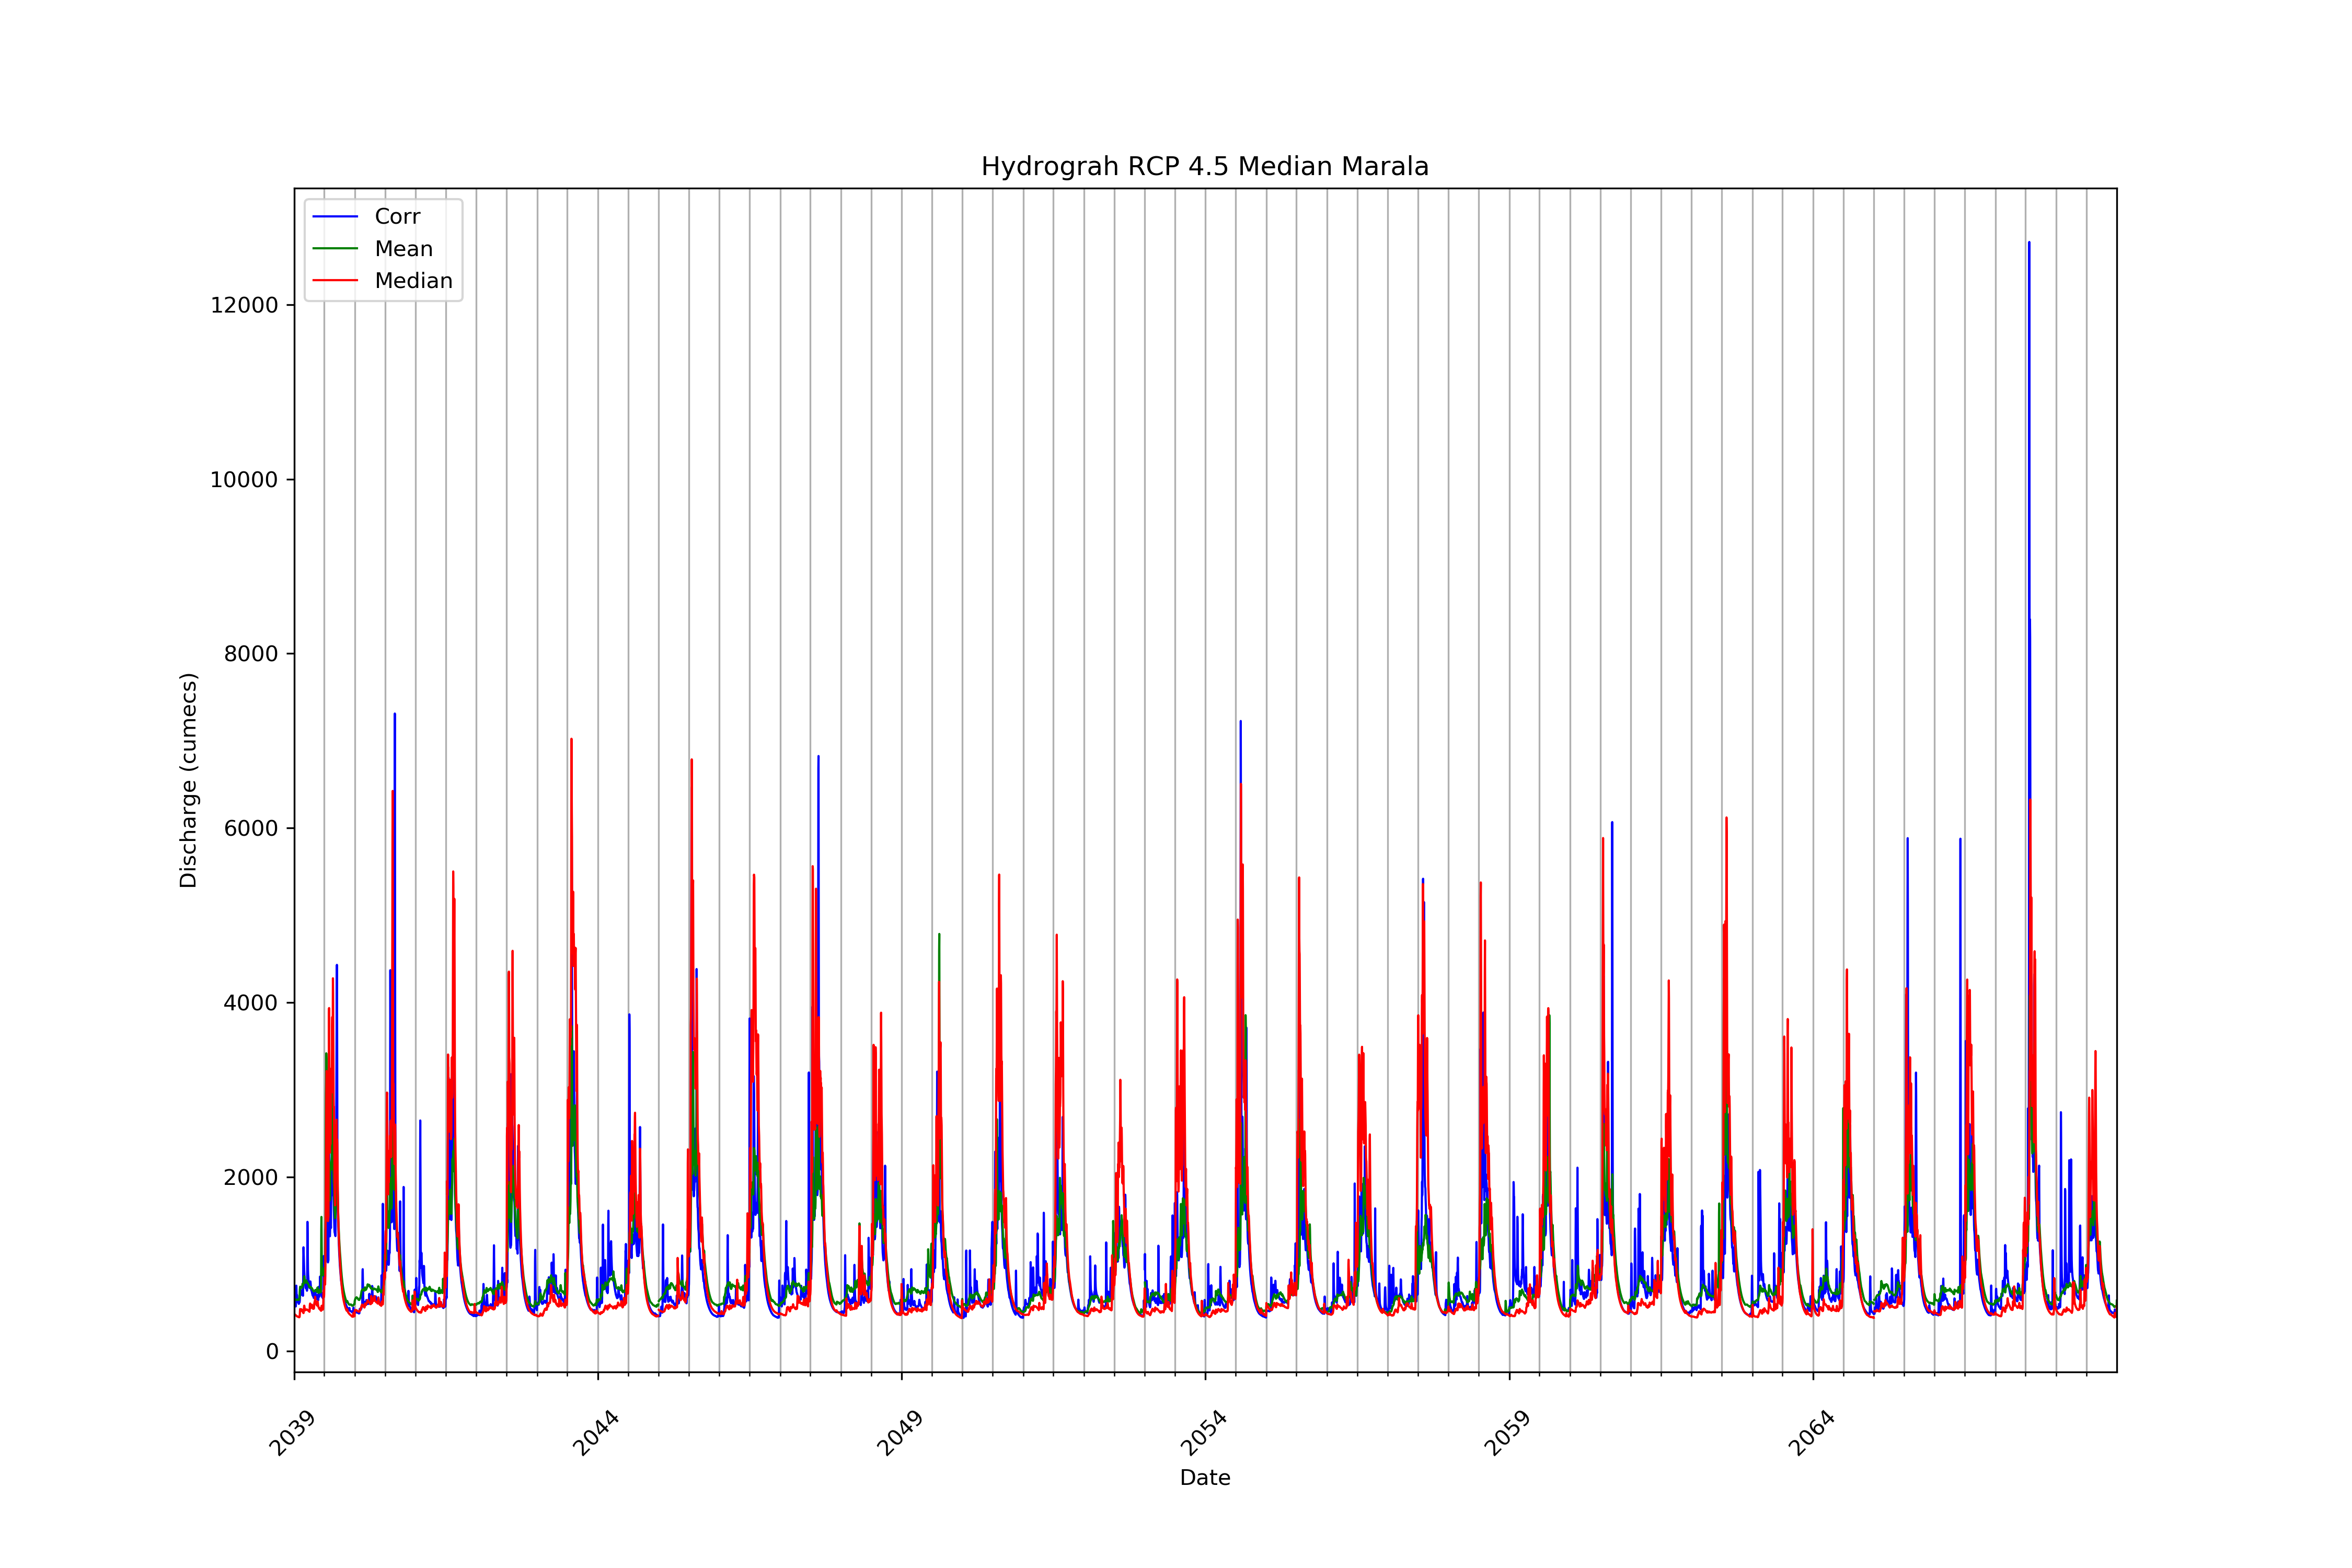 Hydrograh RCP 4.5 Median Marala
Corr
Mean
Median
12000
10000
8000
6000
4000
2000
0
Discharge (cumecs)
2039
2044
2049
2054
2059
2064
Date